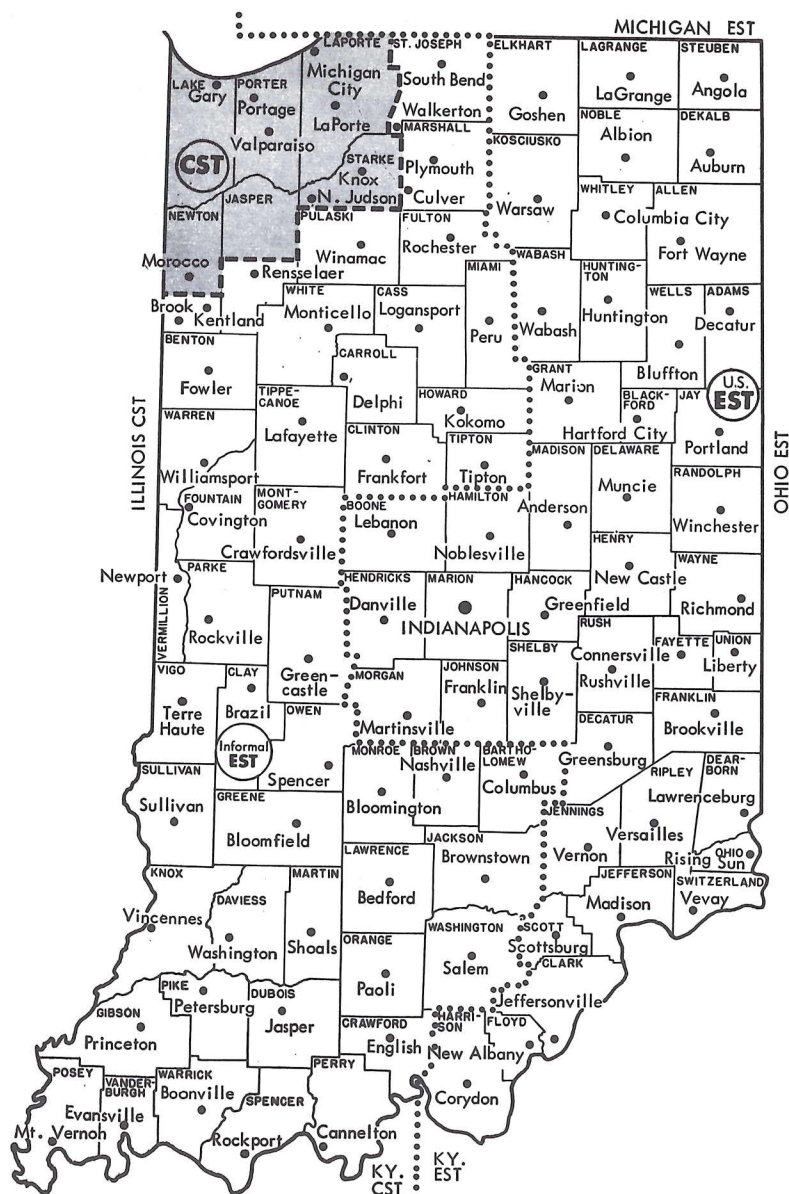 MICHIGAN EST
LAPORTE
ST. JOSEPH
ELKHART
LAGRANGE
STEUBEN
LAKE
Gary
PORTER
Portage
Michigan
City
South Bend
LaGrange
Angola
LaPorte
Walkerton
Goshen
NOBLE
Albion
DEKALB
Auburn
Valparaiso
MARSHALL
Plymouth
KOSCIUSKO
CST
STARKE
Knox
N. Judson
Culver
Warsaw
WHITLEY
ALLEN
Columbia City
NEWTON
JASPER
PULASKI
Winamac
FULTON
Rochester
Fort Wayne
Morocco
Rensselaer
MIAMI
WABASH
HUNTING-
TON
Brook
Kentland
WHITE
Monticello
CASS
Logansport
Peru
Wabash
Huntington
WELLS
ADAMS
Decatur
BENTON
Fowler
CARROLL
Delphi
Bluffton
GRANT
Marion
U.S.
EST
WARREN
TIPPE-
CANOE
Lafayette
HOWARD
Kokomo
BLACK-
FORD
JAY
Hartford City
Portland
ILLINOIS CST
OHIO EST
CLINTON
Frankfort
TIPTON
Tipton
MADISON
DELAWARE
Muncie
RANDOLPH
Winchester
Williamsport
FOUNTAIN
Covington
MONT-
GOMERY
Crawfordsville
BOONE
Lebanon
HAMILTON
Noblesville
Anderson
HENRY
New Castle
WAYNE
Richmond
Newport
VERMILLION
PARKE
Rockville
PUTNAM
Green-
castle
HENDRICKS
Danville
MARION
INDIANAPOLIS
HANCOCK
Greenfield
RUSH
Rushville
Connersville
FAYETTE
UNION
Liberty
VIGO
Terre
Haute
CLAY
Brazil
OWEN
Spencer
MORGAN
Martinsville
JOHNSON
Franklin
SHELBY
Shelby-
ville
FRANKLIN
Brookville
DECATUR
Greensburg
Informal
EST
MONROE
Bloomington
BROWN
Nashville
BARTHO-
LOMEW
Columbus
RIPLEY
Versailles
DEAR-
BORN
Lawrenceburg
SULLIVAN
Sullivan
GREENE
Bloomfield
JENNINGS
Vernon
Rising Sun
OHIO
LAWRENCE
Bedford
JACKSON
Brownstown
JEFFERSON
Madison
SWITZERLAND
Vevay
KNOX
Vincennes
DAVIESS
Washington
MARTIN
Shoals
ORANGE
Paoli
WASHINGTON
Salem
SCOTT
Scottsburg
CLARK
Jeffersonville
GIBSON
Princeton
PIKE
Petersburg
DUBOIS
Jasper
CRAWFORD
English
HARRI-
SON
Corydon
FLOYD
New Albany
POSEY
Mt. Vernon
VANDER-
BURGH
Evansville
WARRICK
Boonville
SPENCER
Rockport
PERRY
Cannelton
KY.
CST
KY.
EST